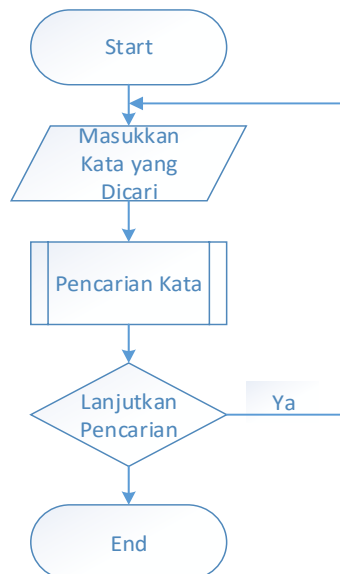 Start
Masukkan
Kata yang
Dicari
Pencarian Kata
Lanjutkan
Pencarian
Ya
End